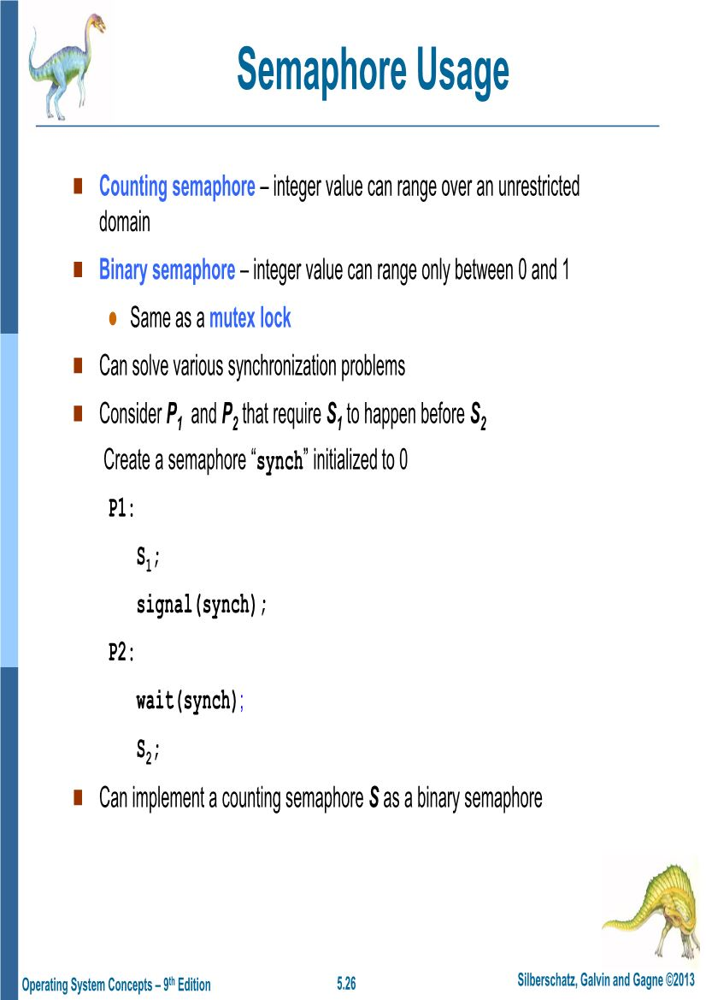 Semaphore Usage
Counting semaphore – integer value can range over an unrestricted
domain
Binary semaphore – integer value can range only between 0 and 1
Same as a mutex lock
Can solve various synchronization problems
Consider P1 and P2 that require S1 to happen before S2
Create a semaphore “synch” initialized to 0
P1:
S1;
signal(synch);
P2:
wait(synch);
S2;
Can implement a counting semaphore S as a binary semaphore
Operating System Concepts – 9th Edition
5.26
Silberschatz, Galvin and Gagne ©2013